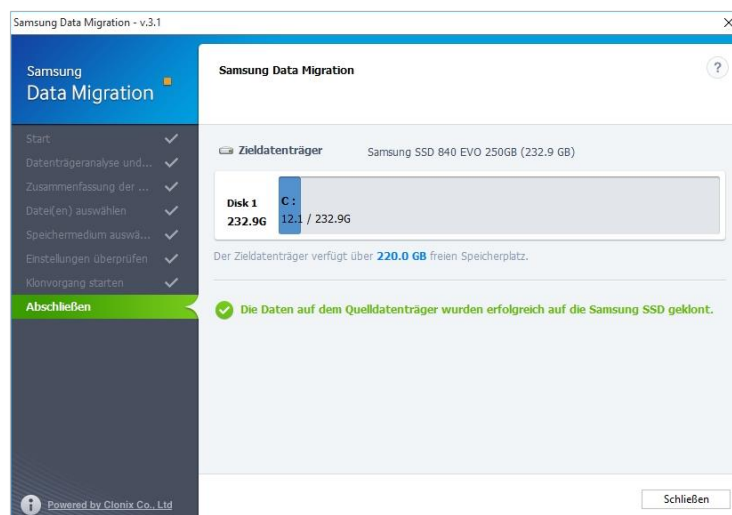 Samsung Data Migration - v.3.1
Samsung
Data Migration
Start
Datenträgeranalyse und...
Zusammenfassung der ...
Datei(en) auswählen
Speichermedium auswä...
Einstellungen überprüfen
Klonvorgang starten
Abschließen
Powered by Clonix Co., Ltd
Samsung Data Migration
?
Zieldatenträger Samsung SSD 840 EVO 250GB (232.9 GB)
Disk 1
232.9G
C :
12.1 / 232.9G
Der Zieldatenträger verfügt über 220.0 GB freien Speicherplatz.
Die Daten auf dem Quelldatenträger wurden erfolgreich auf die Samsung SSD geklont.
Schließen